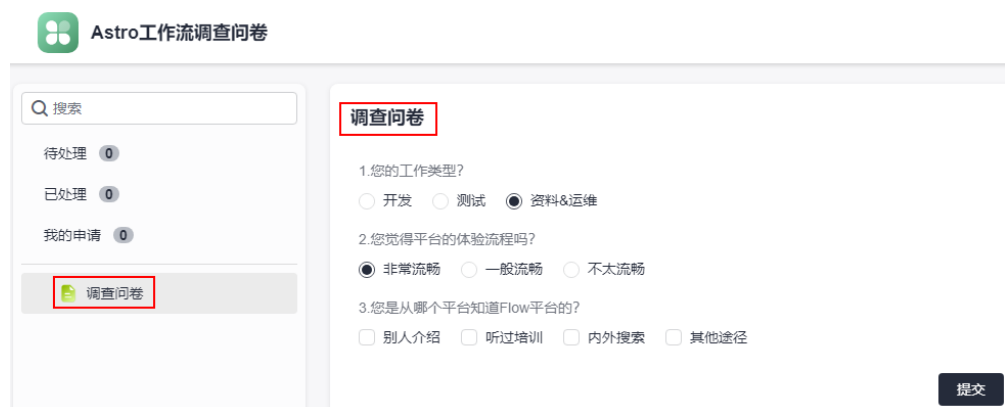 Astro工作流调查问卷
搜索
待处理 0
已处理 0
我的申请 0
调查问卷
调查问卷
1.您的工作类型?
开发 测试 资料&运维
2.您觉得平台的体验流程吗?
非常流畅 一般流畅 不太流畅
3.您是从哪个平台知道Flow平台的?
别人介绍 听过培训 内外搜索 其他途径
提交